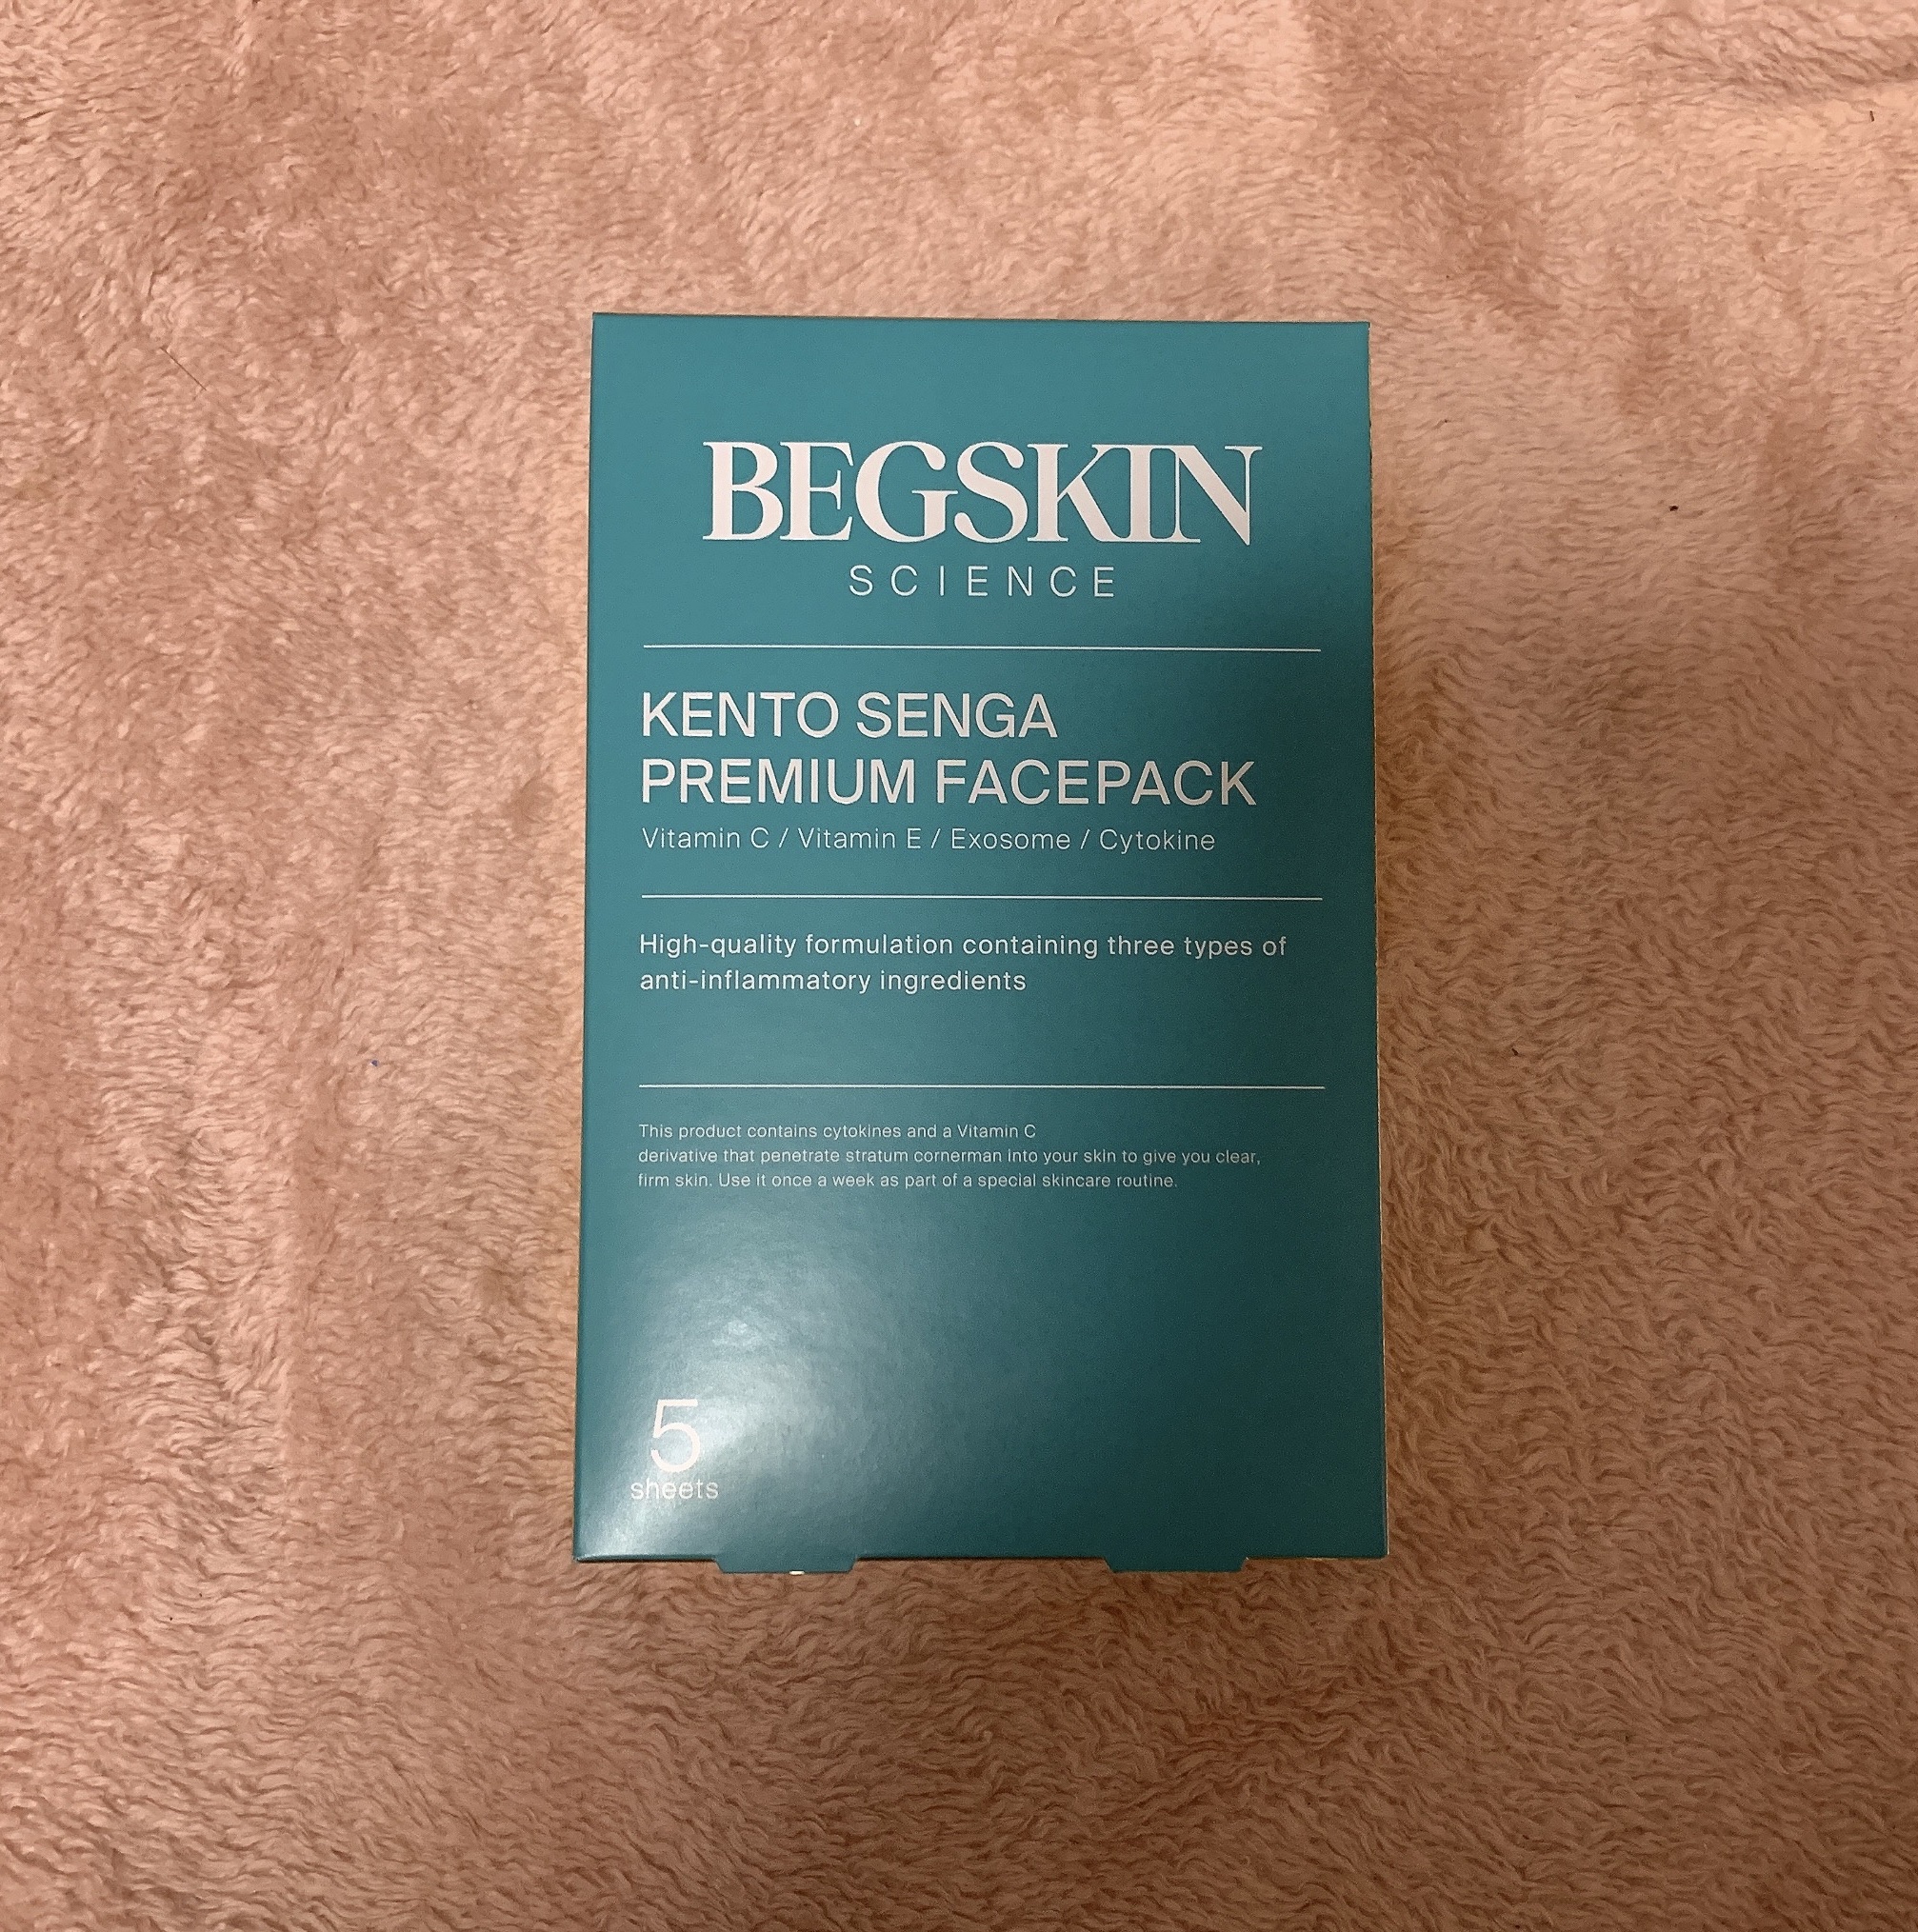 BEGSKIN
SCIENCE
KENTO SENGA
PREMIUM FACEPACK
Vitamin C / Vitamin E / Exosome / Cytokine
High-quality formulation containing three types of
anti-inflammatory ingredients
This product contains cytokines and a Vitamin C
derivative that penetrate stratum cornerman into your skin to give you clear,
firm skin. Use it once a week as part of a special skincare routine.
5
sheets